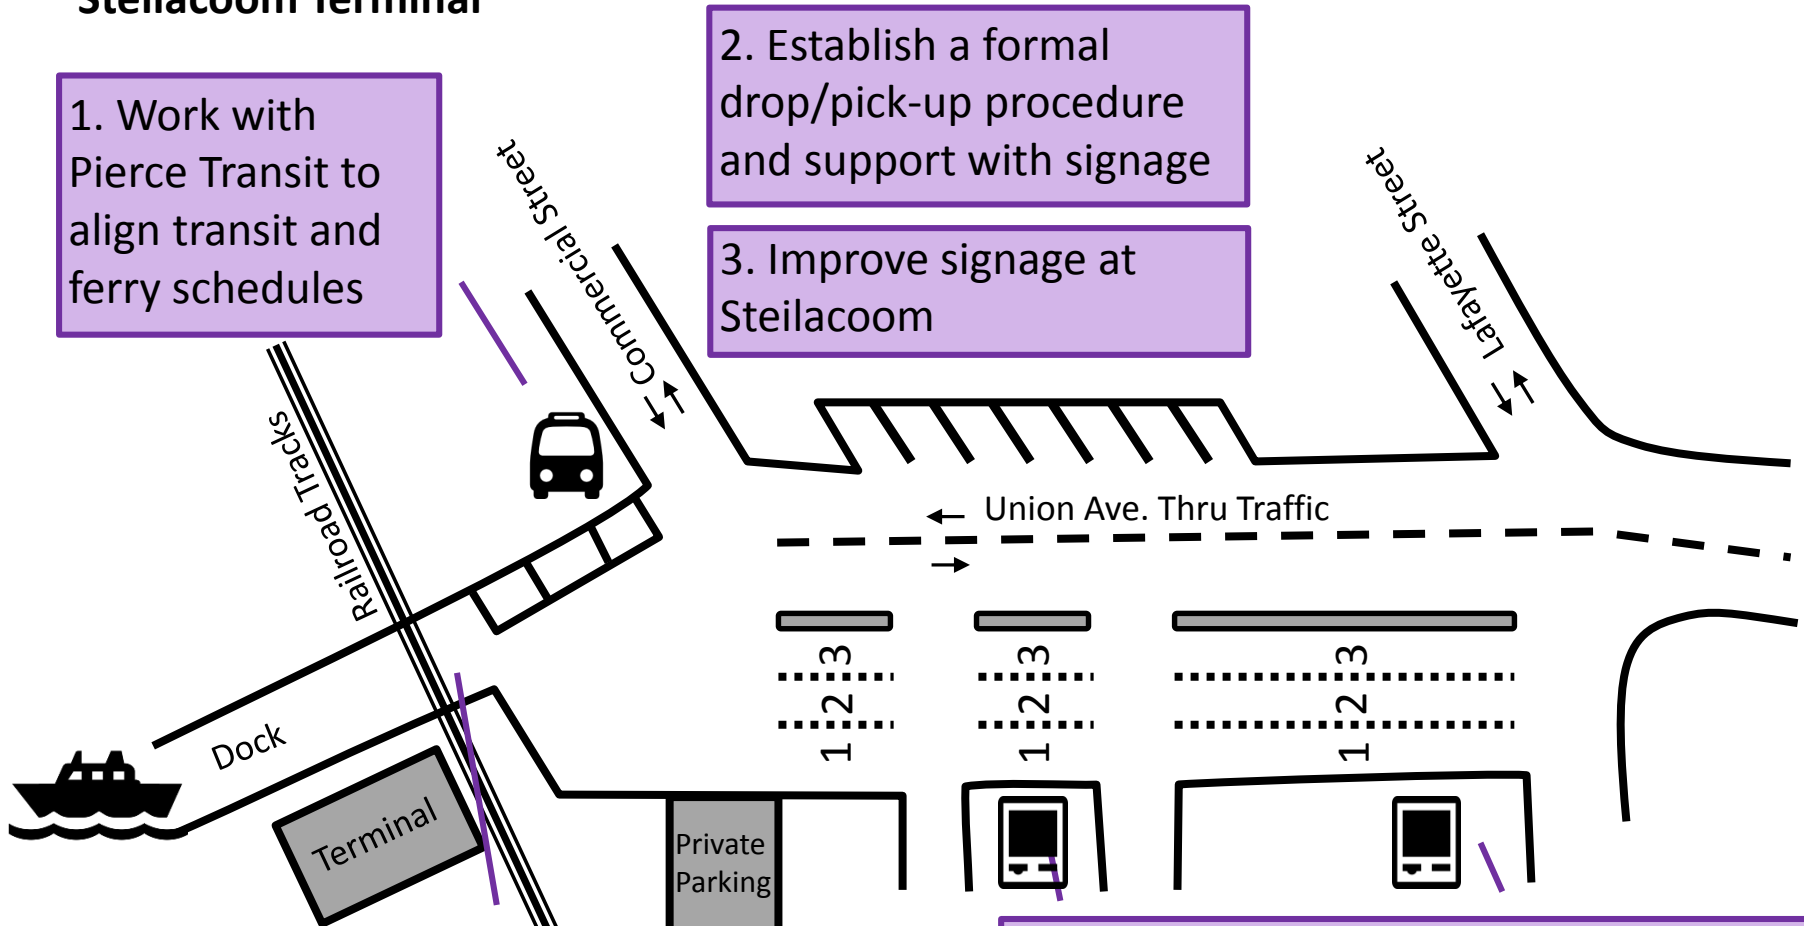 Steilacoom Terminal
1. Work with
Pierce Transit to
align transit and
ferry schedules
2. Establish a formal
drop/pick-up procedure
and support with signage
3. Improve signage at
Steilacoom
Commercial Street
Lafayette Street
Railroad Tracks
Union Ave. Thru Traffic
3
2
1
3
2
1
3
2
1
Dock
Terminal
Private
Parking